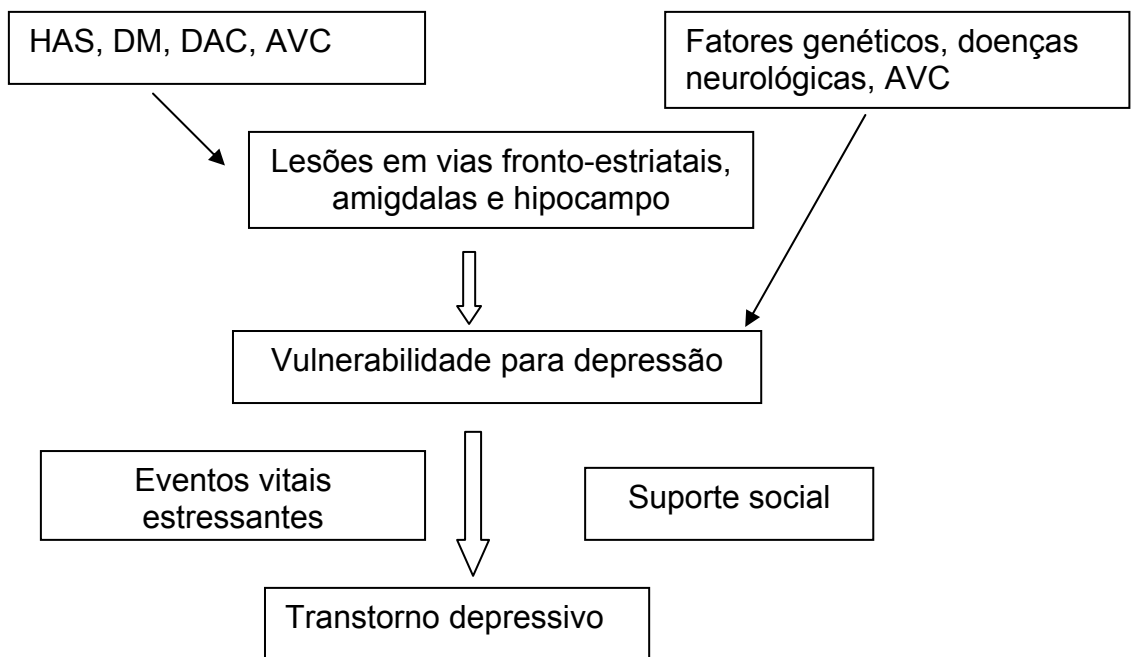 HAS, DM, DAC, AVC
Fatores genéticos, doenças
neurológicas, AVC
Lesões em vias fronto-estriatais,
amigdalas e hipocampo
Vulnerabilidade para depressão
Eventos vitais
estressantes
Suporte social
Transtorno depressivo